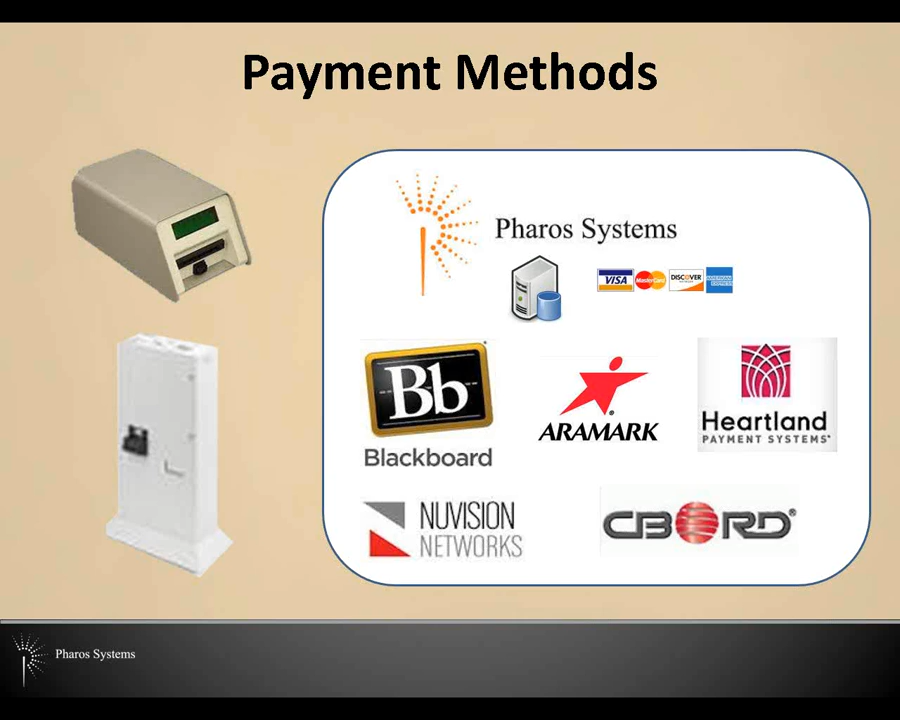 Payment Methods
Pharos Systems
VISA MasterCard DISCOVER AMERICAN EXPRESS
Bb
Blackboard
ARAMARK
Heartland
PAYMENT SYSTEMS
NUVISION
NETWORKS
CBORD®
Pharos Systems